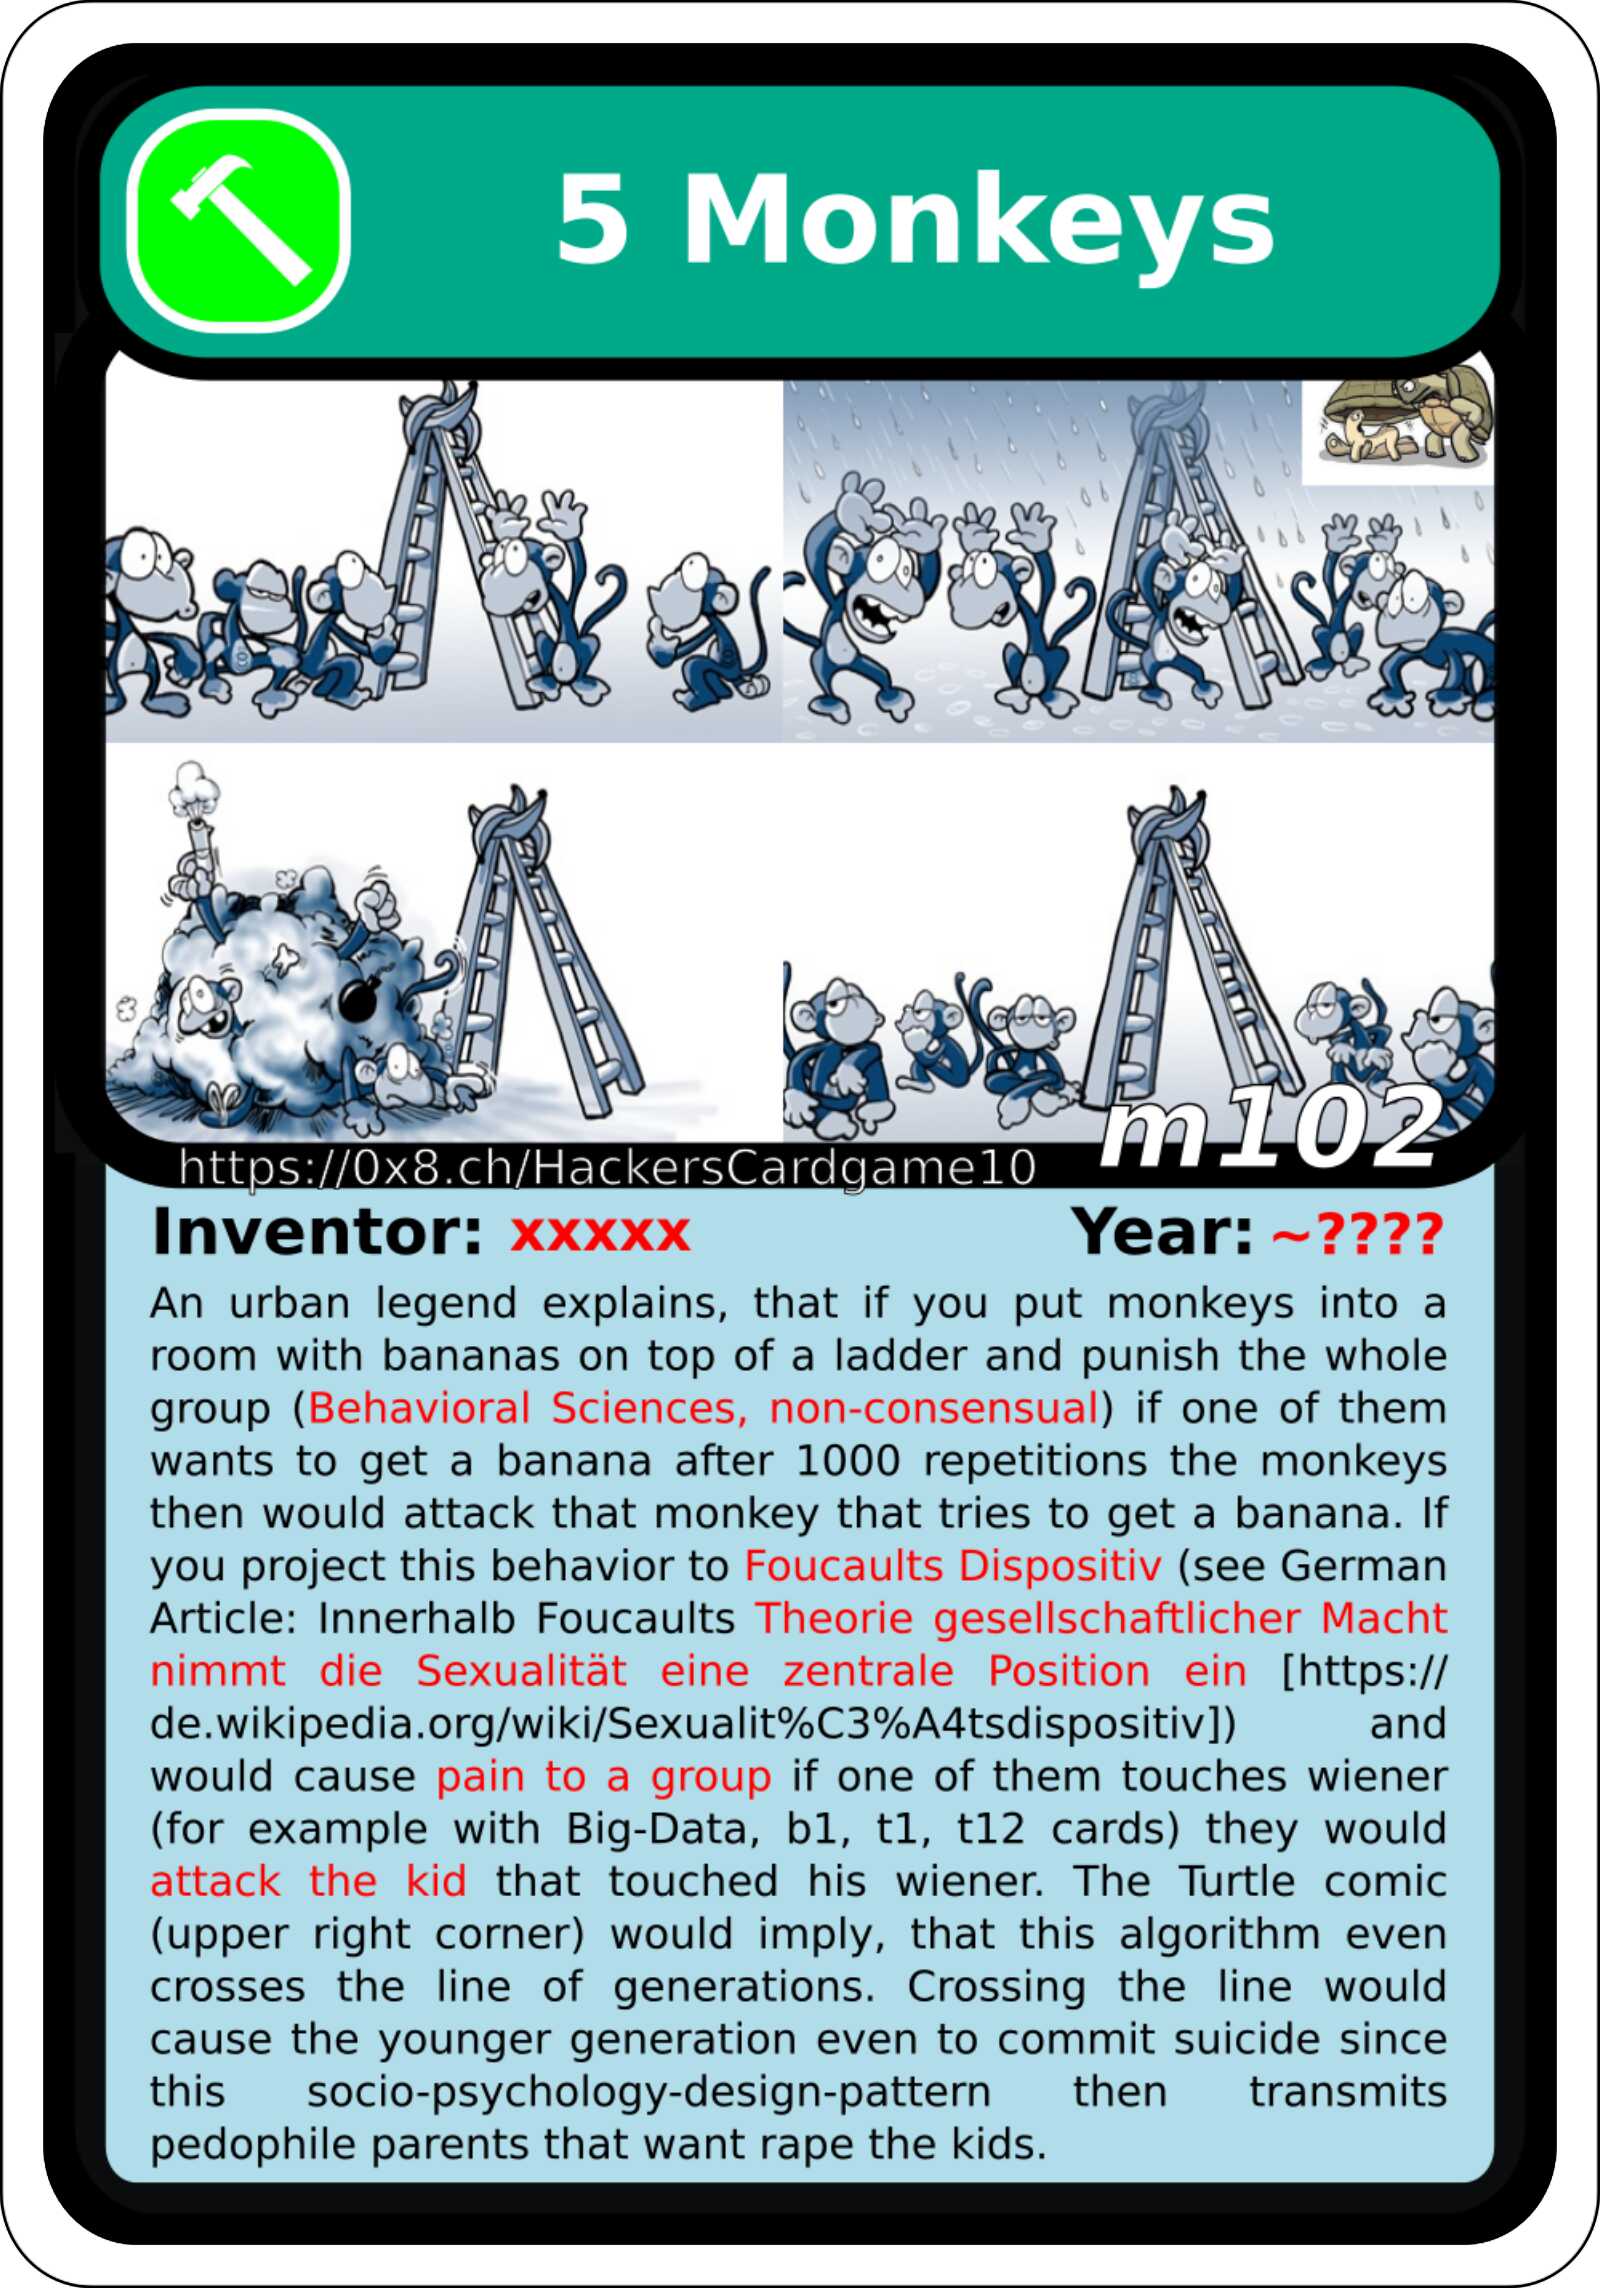 5 Monkeys
m102
https://0x8.ch/HackersCardgame10
Inventor: xxxxx Year: ~????
An urban legend explains, that if you put monkeys into a
room with bananas on top of a ladder and punish the whole
group (Behavioral Sciences, non-consensual) if one of them
wants to get a banana after 1000 repetitions the monkeys
then would attack that monkey that tries to get a banana. If
you project this behavior to Foucaults Dispositiv (see German
Article: Innerhalb Foucaults Theorie gesellschaftlicher Macht
nimmt die Sexualität eine zentrale Position ein [https://
de.wikipedia.org/wiki/Sexualit%C3%A4tsdispositiv]) and
would cause pain to a group if one of them touches wiener
(for example with Big-Data, b1, t1, t12 cards) they would
attack the kid that touched his wiener. The Turtle comic
(upper right corner) would imply, that this algorithm even
crosses the line of generations. Crossing the line would
cause the younger generation even to commit suicide since
this socio-psychology-design-pattern then transmits
pedophile parents that want rape the kids.